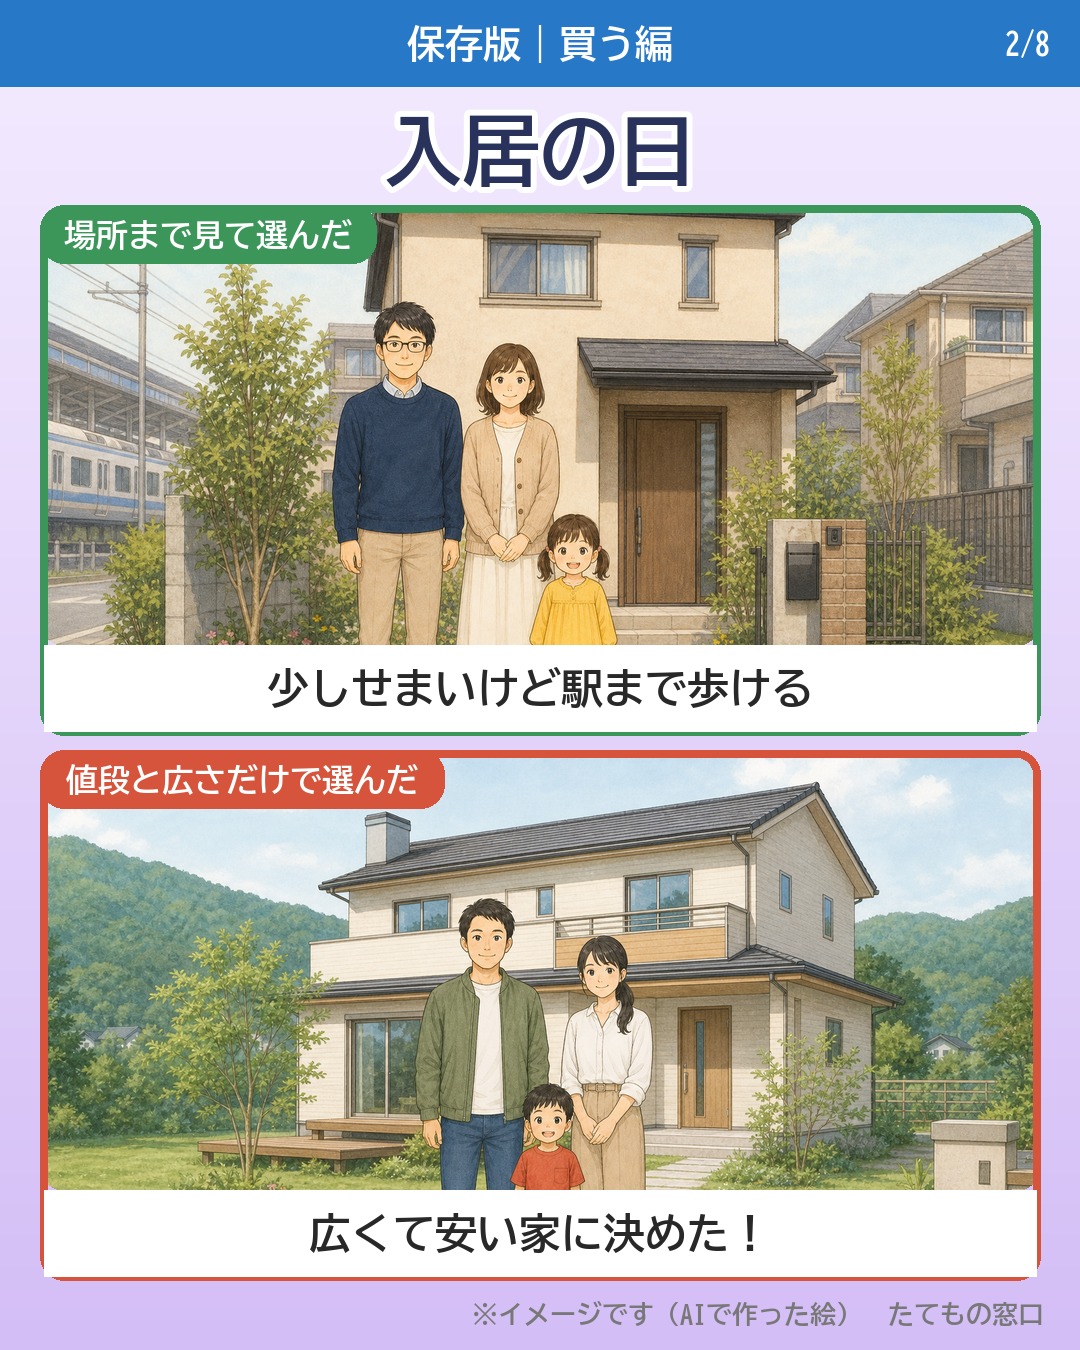 保存版｜買う編
2/8
入居の日
場所まで見て選んだ
少しせまいけど駅まで歩ける
値段と広さだけで選んだ
広くて安い家に決めた！
※イメージです（AIで作った絵）　たてもの窓口